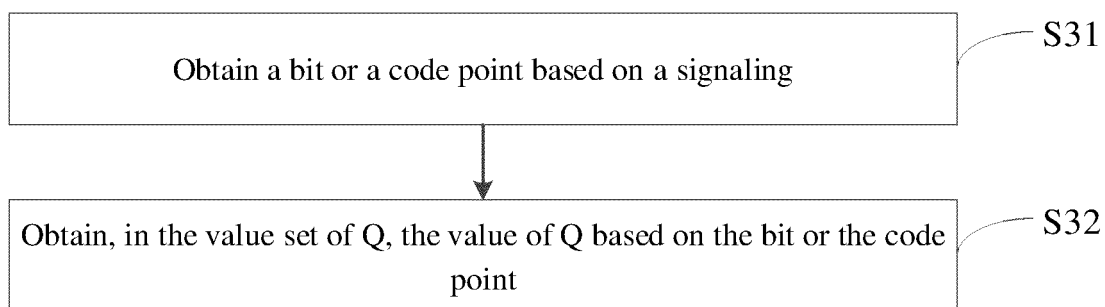 S31
Obtain a bit or a code point based on a signaling
S32
Obtain, in the value set of Q, the value of Q based on the bit or the code
point